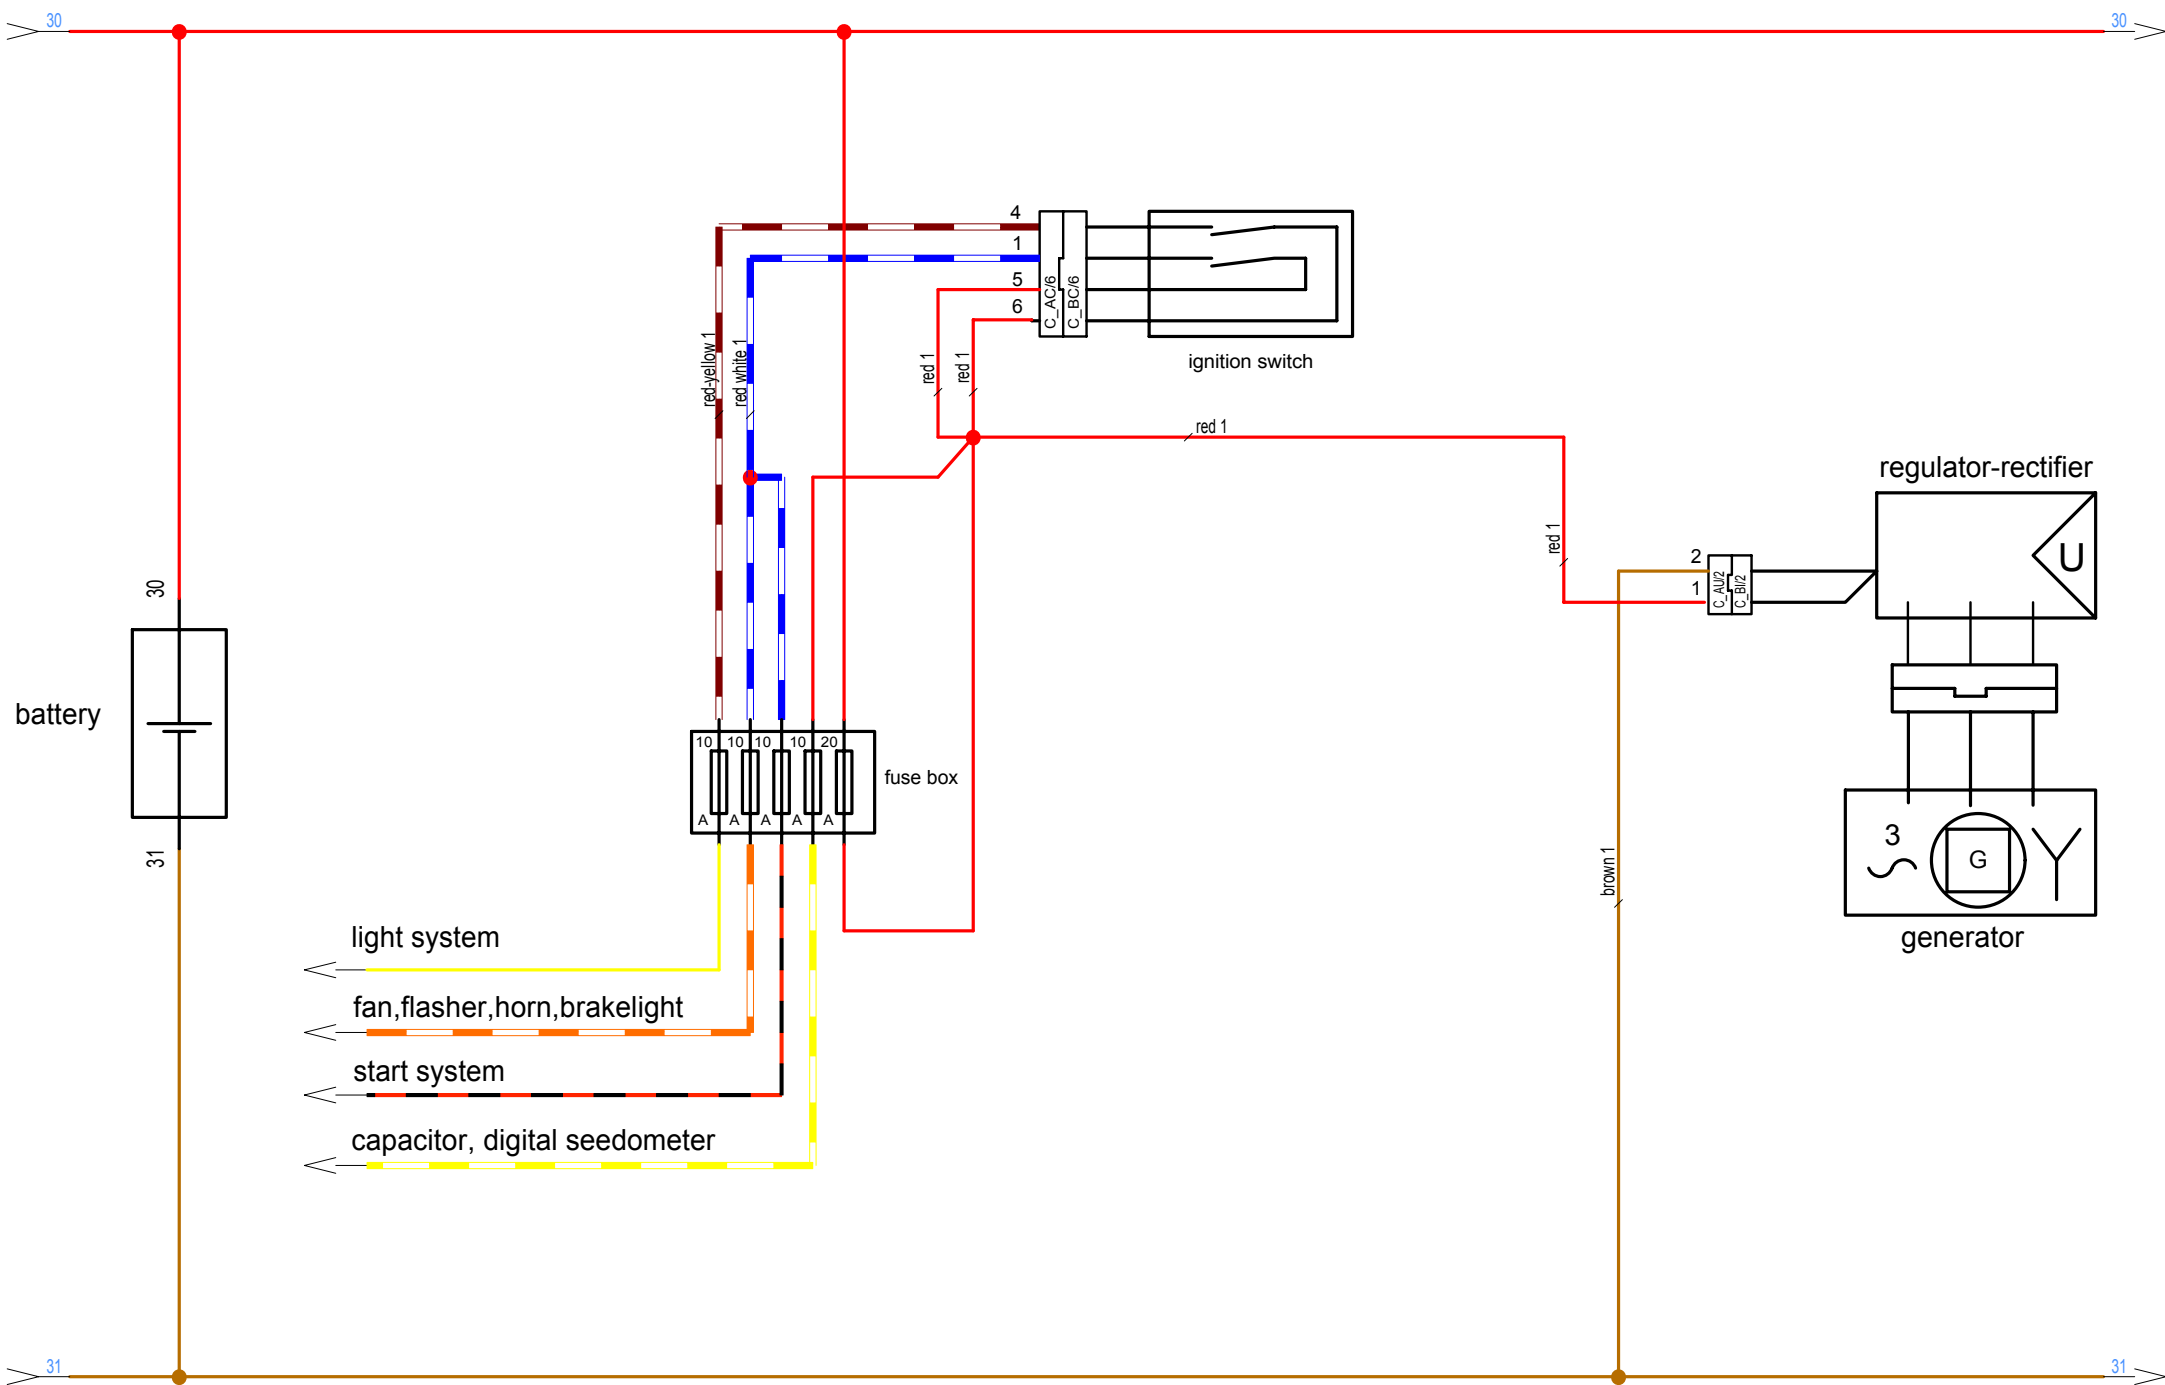 30
30
4
1
5
6
C_AC/6
C_BC/6
ignition switch
red-yellow 1
red white 1
red 1
red 1
red 1
regulator-rectifier
U
red 1
2
1
C_AU/2
C_BI/2
30
battery
31
10
10
10
10
20
A
A
A
A
A
fuse box
3
G
generator
brown 1
light system
fan,flasher,horn,brakelight
start system
capacitor, digital seedometer
31
31